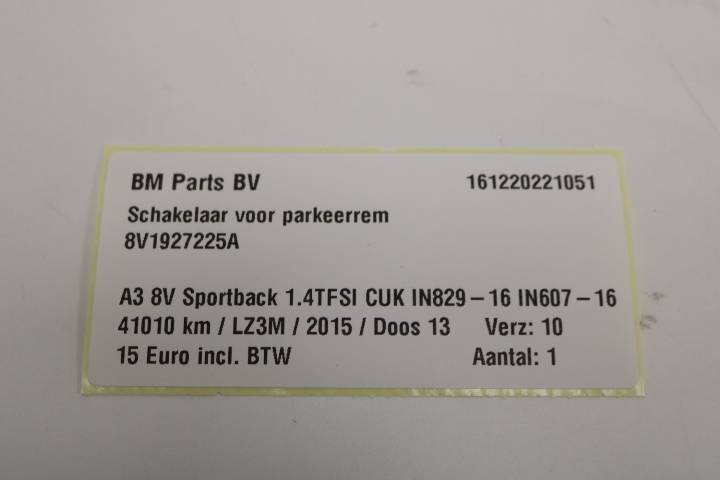 BM Parts BV 161220221051
Schakelaar voor parkeerrem
8V1927225A
A3 8V Sportback 1.4TFSI CUK IN829-16 IN607-16
41010 km / LZ3M / 2015 / Doos 13 Verz: 10
15 Euro incl. BTW Aantal: 1